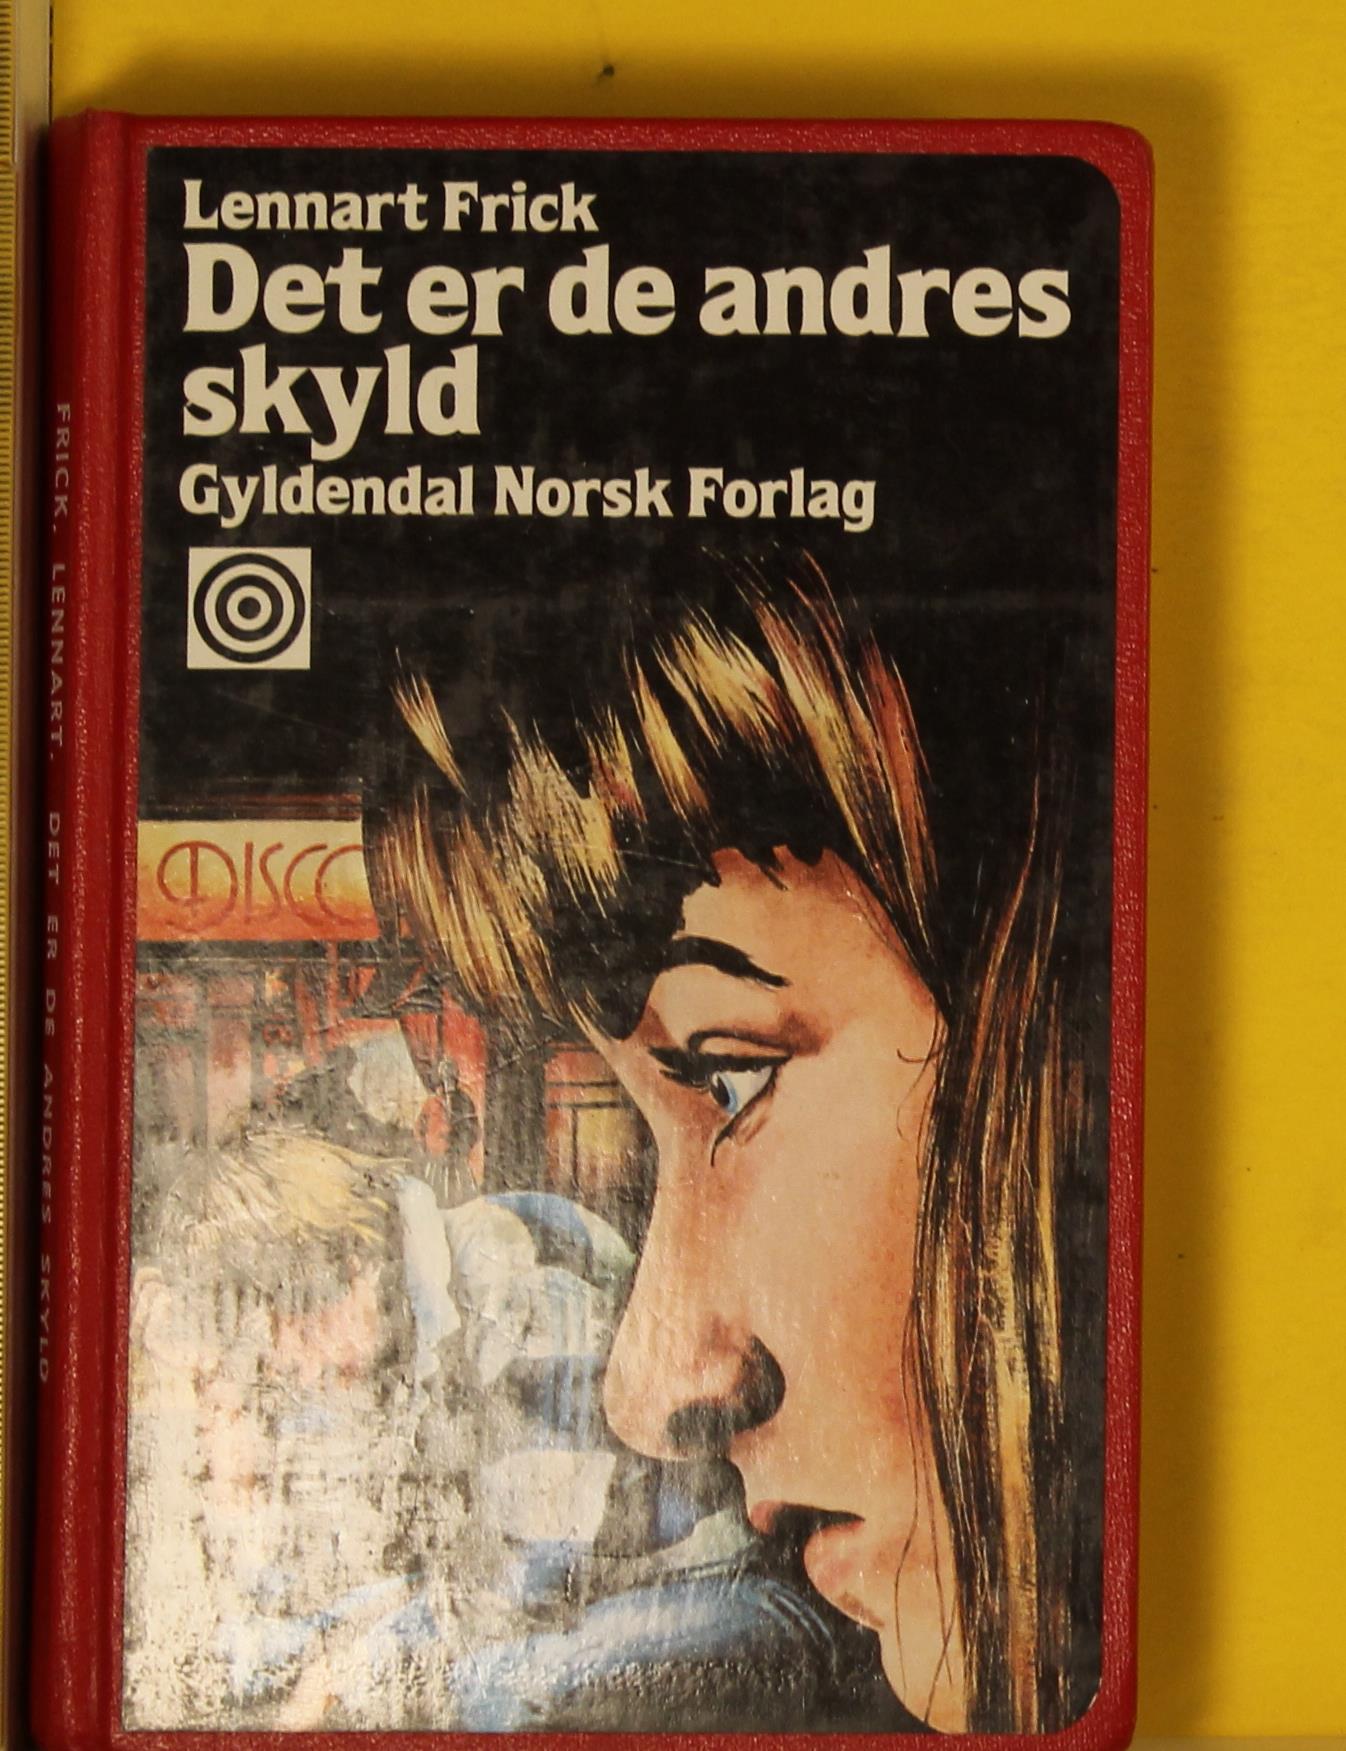 Lennart Frick
Det er de andres
skyld
Gyldendal Norsk Forlag
DISCO
FRICK, LENNART. DET ER DE ANDRES SKYLD